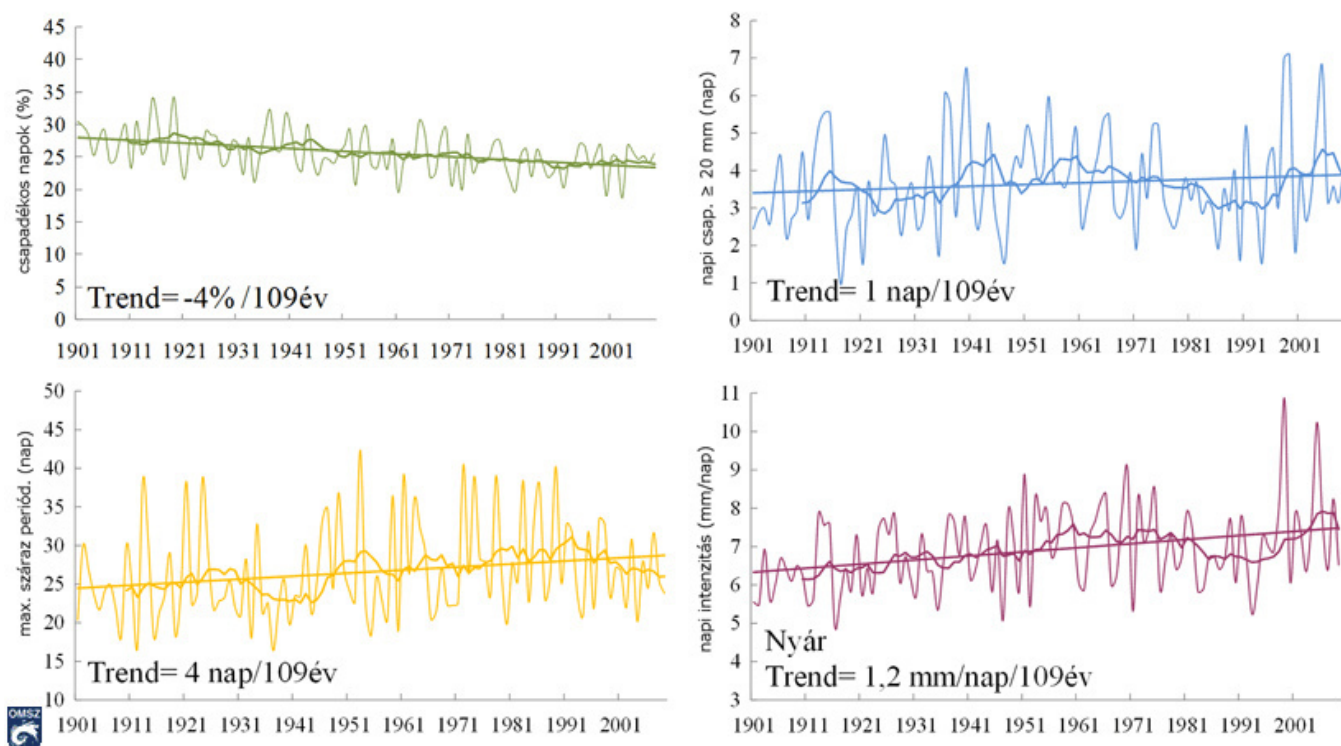 csapadékos napok (%)
45
40
35
30
25
20
15
10
5
0
Trend= -4% /109év
1901 1911 1921 1931 1941 1951 1961 1971 1981 1991 2001
napi csap. ≥ 20 mm (nap)
8
7
6
5
4
3
2
1
0
Trend= 1 nap/109év
1901 1911 1921 1931 1941 1951 1961 1971 1981 1991 2001
max. száraz periód. (nap)
50
45
40
35
30
25
20
15
10
Trend= 4 nap/109év
1901 1911 1921 1931 1941 1951 1961 1971 1981 1991 2001
napi intenzitás (mm/nap)
11
10
9
8
7
6
5
4
3
Nyár
Trend= 1,2 mm/nap/109év
1901 1911 1921 1931 1941 1951 1961 1971 1981 1991 2001
OMSZ